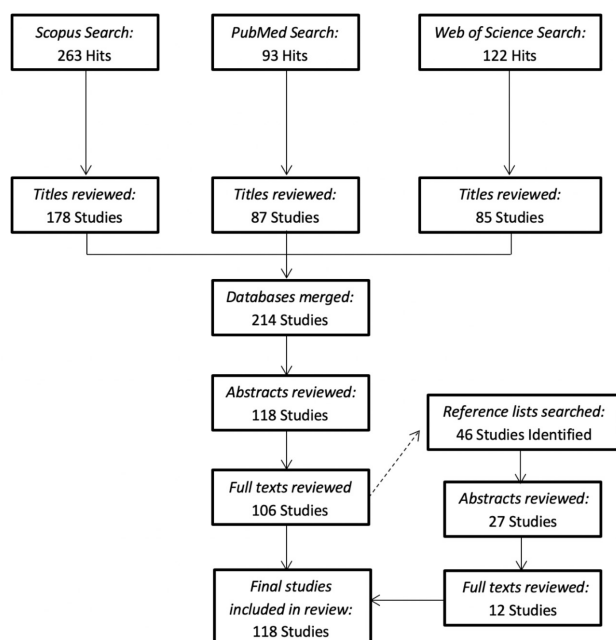 Scopus Search:
263 Hits
PubMed Search:
93 Hits
Web of Science Search:
122 Hits
Titles reviewed:
178 Studies
Titles reviewed:
87 Studies
Titles reviewed:
85 Studies
Databases merged:
214 Studies
Abstracts reviewed:
118 Studies
Reference lists searched:
46 Studies Identified
Full texts reviewed
106 Studies
Abstracts reviewed:
27 Studies
Final studies
included in review:
118 Studies
Full texts reviewed:
12 Studies